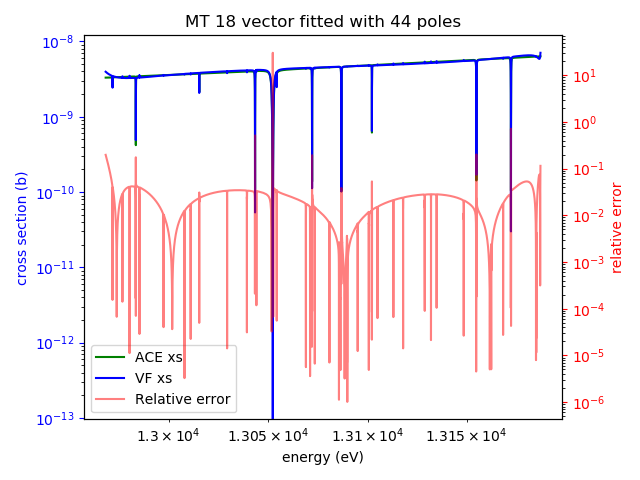 MT 18 vector fitted with 44 poles
cross section (b)
10⁻⁸
10⁻⁹
10⁻¹⁰
10⁻¹¹
10⁻¹²
10⁻¹³
10¹
10⁰
10⁻¹
10⁻²
10⁻³
10⁻⁴
10⁻⁵
10⁻⁶
relative error
ACE xs
VF xs
Relative error
1.3 × 10⁴ 1.305 × 10⁴ 1.31 × 10⁴ 1.315 × 10⁴
energy (eV)